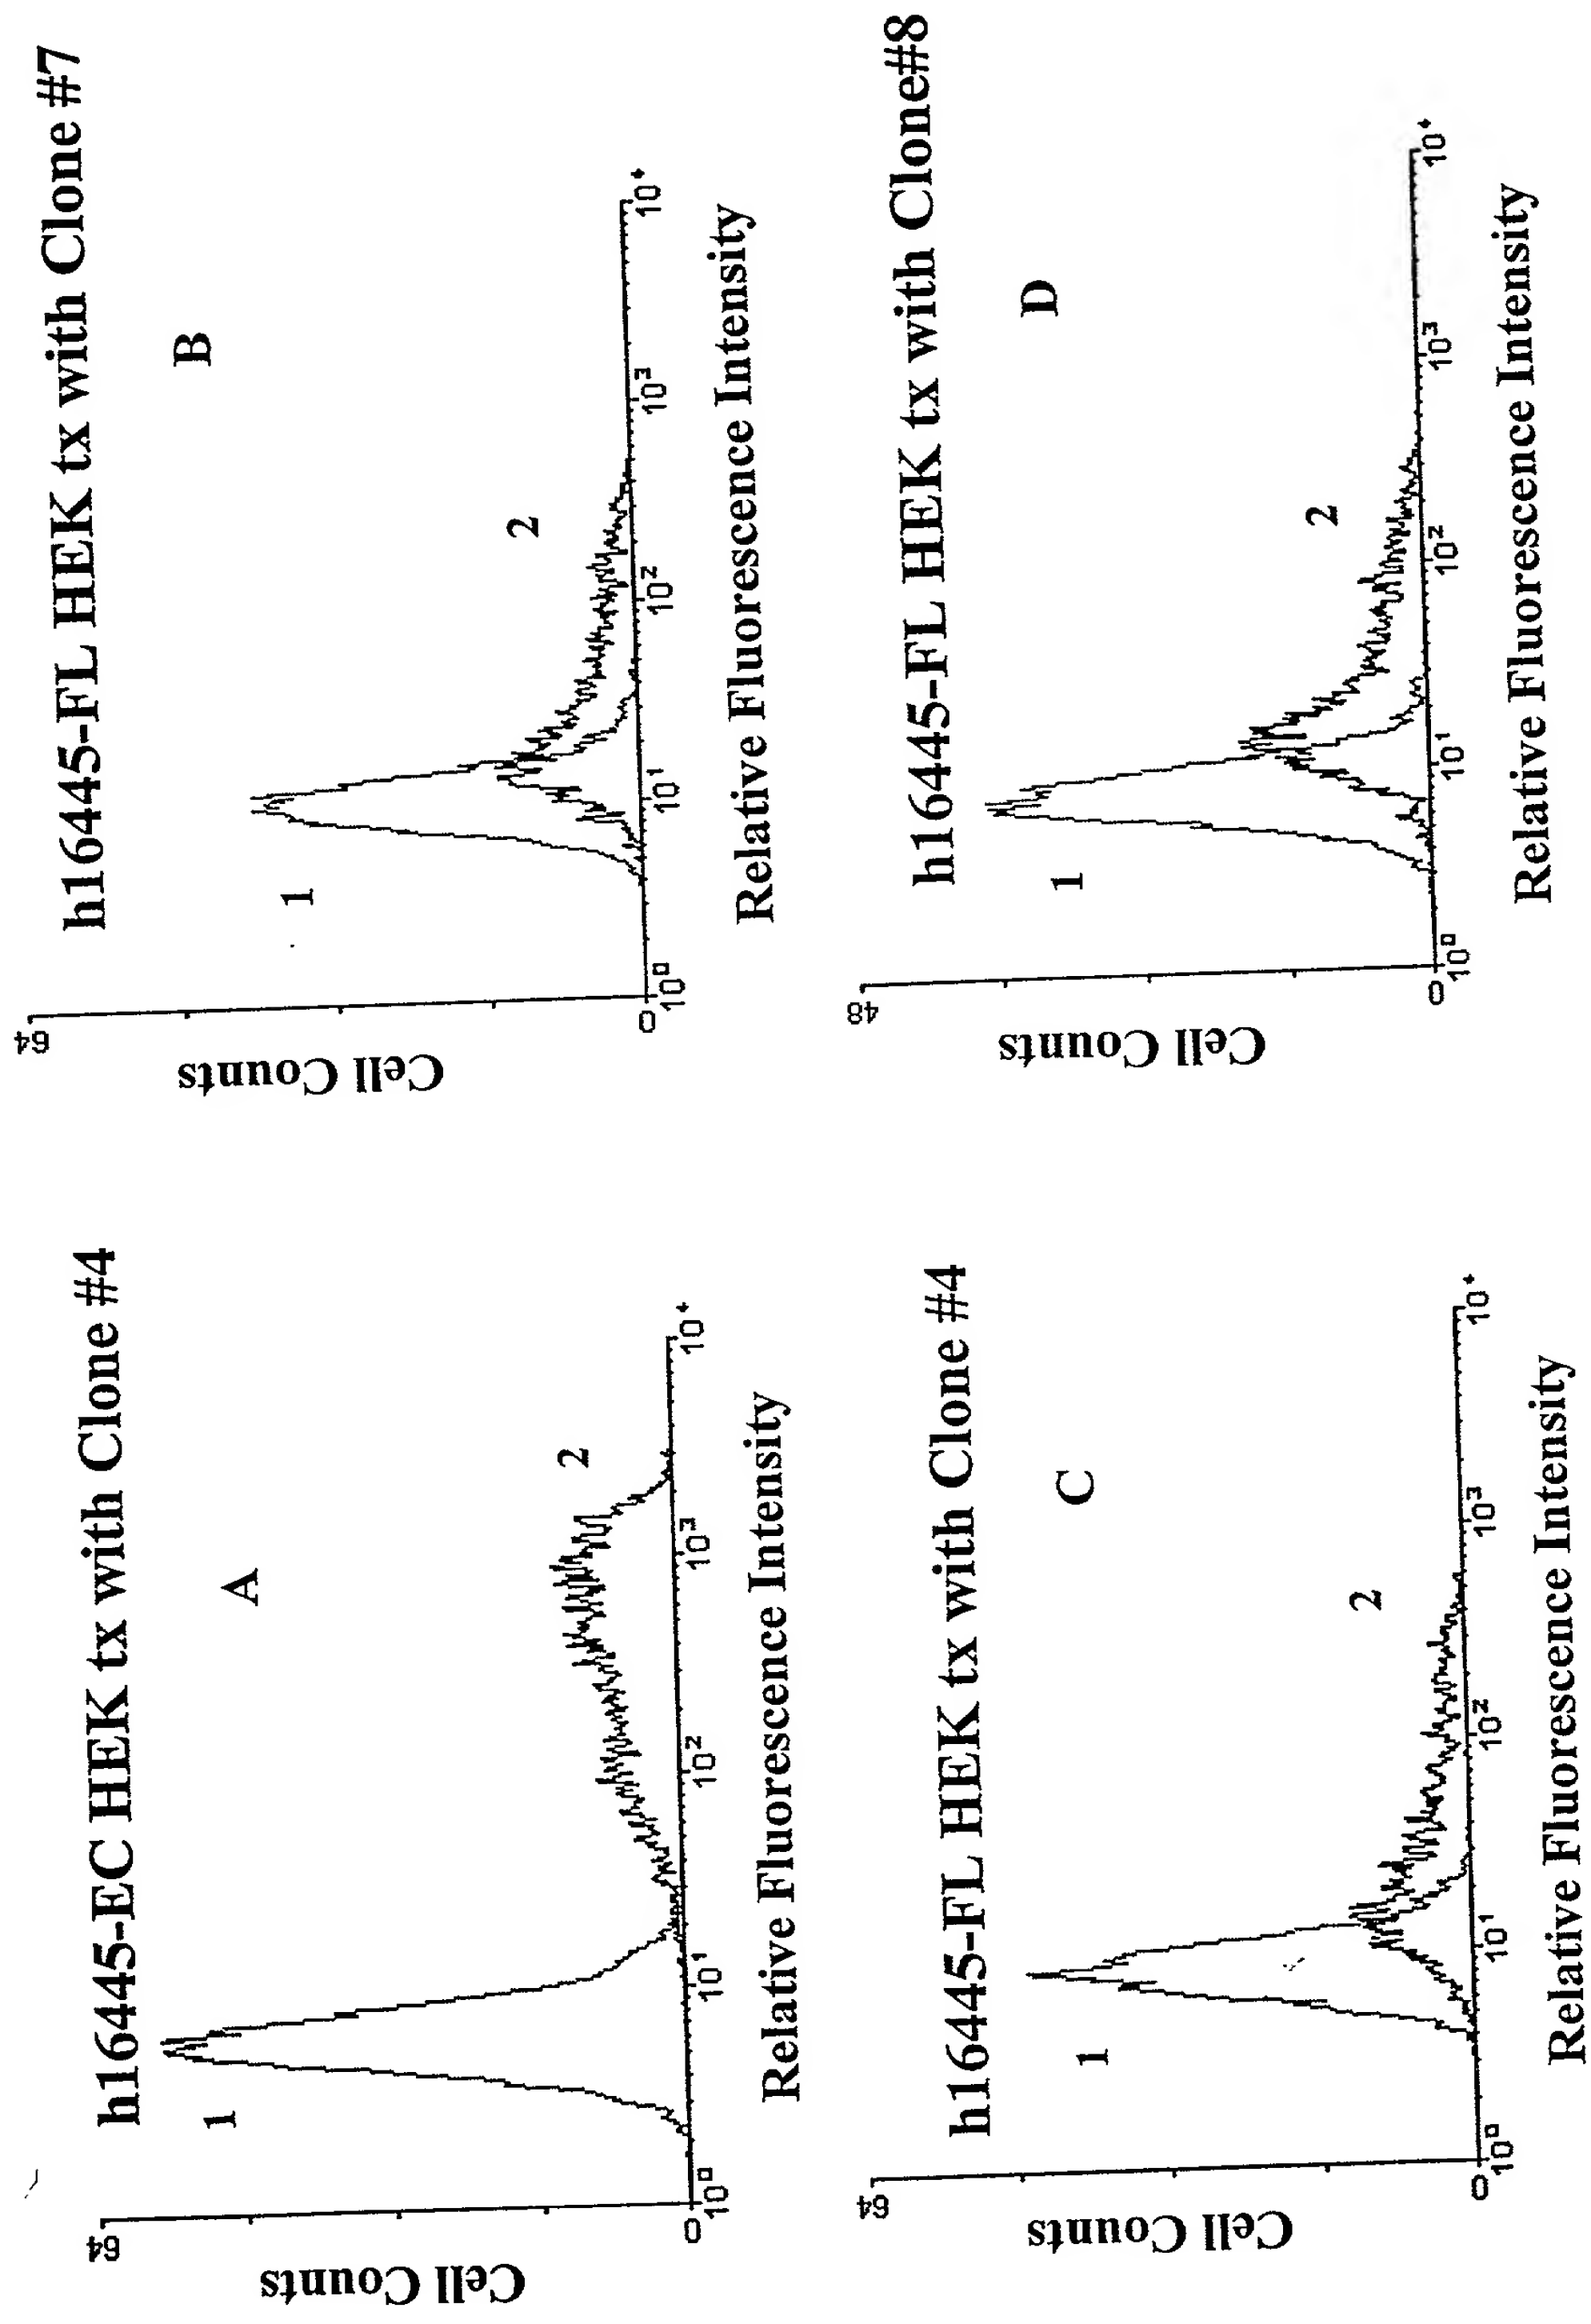 h16445-EC HEK tx with Clone #4
A
1
2
64
0
Cell Counts
10⁰
10¹
10²
10³
10⁴
Relative Fluorescence Intensity
h16445-FL HEK tx with Clone #7
B
1
2
64
0
Cell Counts
10⁰
10¹
10²
10³
10⁴
Relative Fluorescence Intensity
h16445-FL HEK tx with Clone #4
C
1
2
64
0
Cell Counts
10⁰
10¹
10²
10³
10⁴
Relative Fluorescence Intensity
h16445-FL HEK tx with Clone#8
D
1
2
48
0
Cell Counts
10⁰
10¹
10²
10³
10⁴
Relative Fluorescence Intensity